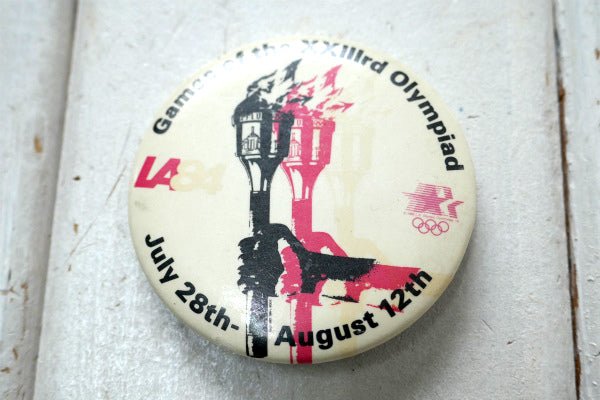 Games of the XXIIIrd Olympiad
LA84
July 28th-
August 12th